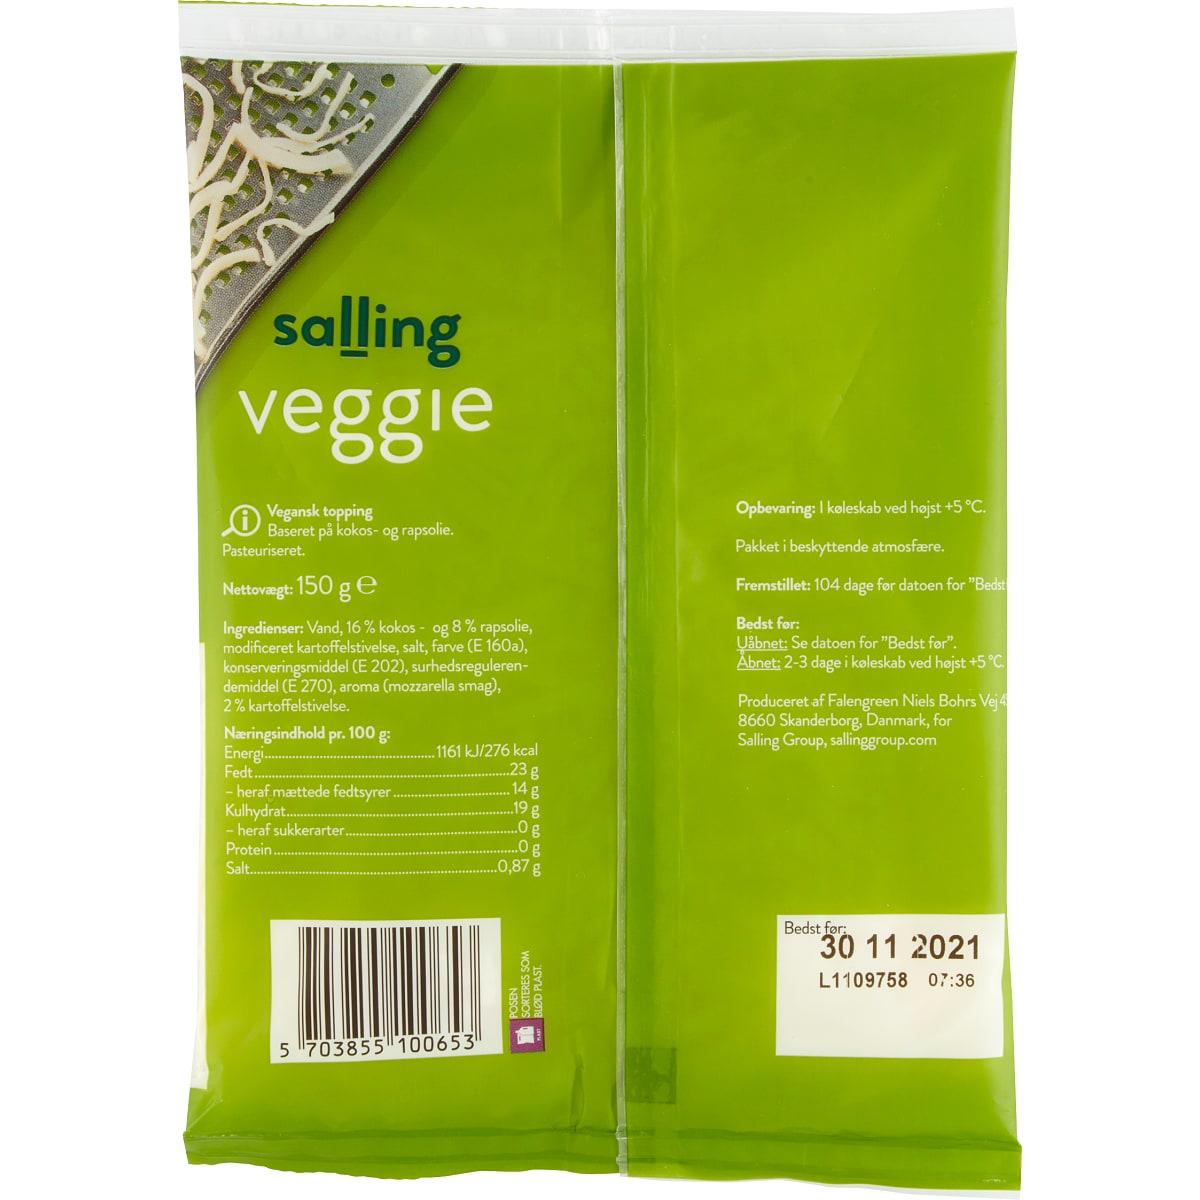 salling
veggie
Vegansk topping
Baseret på kokos- og rapsolie.
Pasteuriseret.
Nettovægt: 150 g ℮
Ingredienser: Vand, 16 % kokos - og 8 % rapsolie,
modificeret kartoffelstivelse, salt, farve (E 160a),
konserveringsmiddel (E 202), surhedsreguleren-
demiddel (E 270), aroma (mozzarella smag),
2 % kartoffelstivelse.
Næringsindhold pr. 100 g:
Energi 1161 kJ/276 kcal
Fedt 23 g
– heraf mættede fedtsyrer 14 g
Kulhydrat 19 g
– heraf sukkerarter 0 g
Protein 0 g
Salt 0,87 g
5 703855 100653
POSEN
SORTERES SOM
BLØD PLAST.
PLAST
Opbevaring: I køleskab ved højst +5 °C.
Pakket i beskyttende atmosfære.
Fremstillet: 104 dage før datoen for ”Bedst
Bedst før:
Uåbnet: Se datoen for ”Bedst før”.
Åbnet: 2-3 dage i køleskab ved højst +5 °C.
Produceret af Falengreen Niels Bohrs Vej
8660 Skanderborg, Danmark, for
Salling Group, sallinggroup.com
Bedst før:
30 11 2021
L1109758 07:36